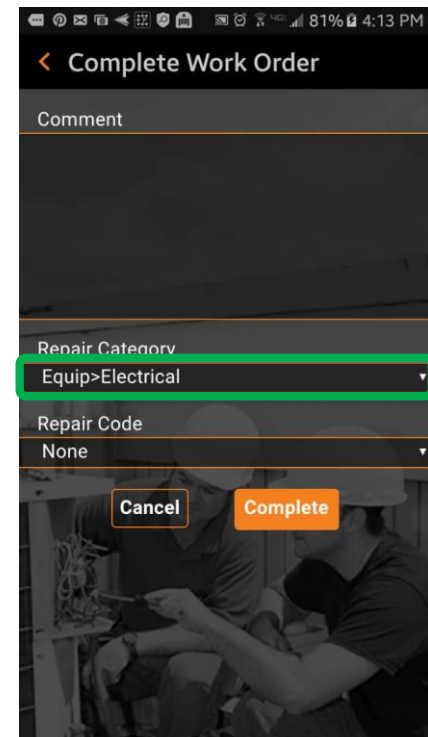 81% 4:13 PM
Complete Work Order
Comment
Repair Category
Equip>Electrical
Repair Code
None
Cancel Complete